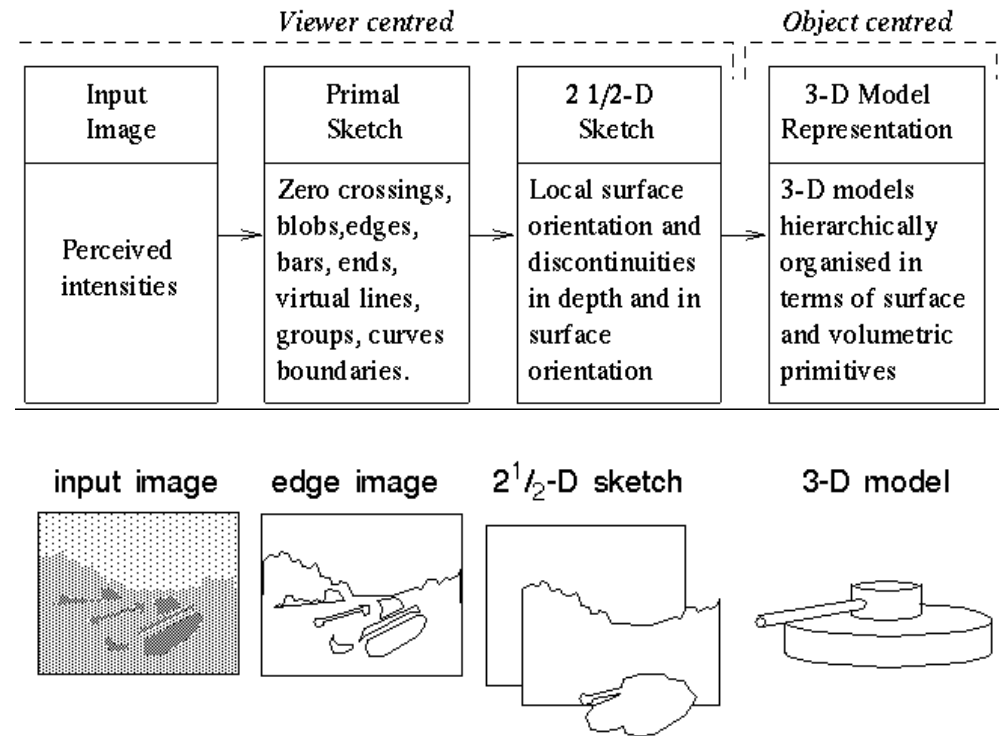 Viewer centred
Object centred
Input
Image
Perceived
intensities
Primal
Sketch
Zero crossings,
blobs,edges,
bars, ends,
virtual lines,
groups, curves
boundaries.
2 1/2-D
Sketch
Local surface
orientation and
discontinuities
in depth and in
surface
orientation
3-D Model
Representation
3-D models
hierarchically
organised in
terms of surface
and volumetric
primitives
input image
edge image
2 1/2-D sketch
3-D model